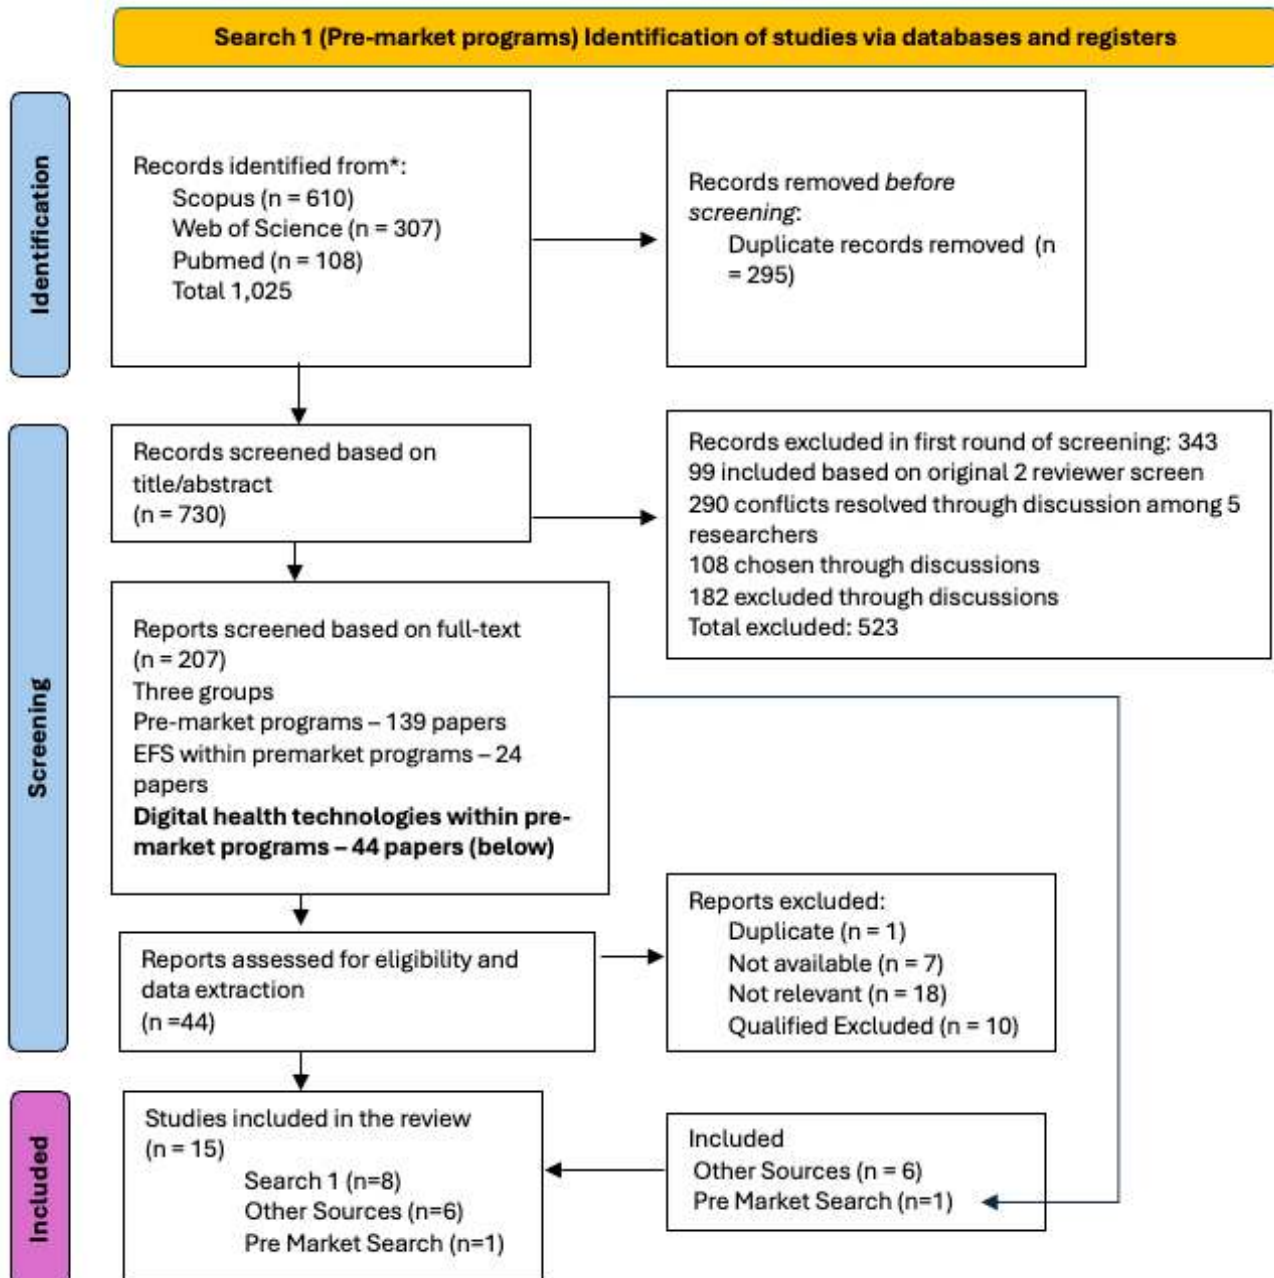 Search 1 (Pre-market programs) Identification of studies via databases and registers
Identification
Records identified from*:
Scopus (n = 610)
Web of Science (n = 307)
Pubmed (n = 108)
Total 1,025
Records removed before
screening:
Duplicate records removed (n
= 295)
Screening
Records screened based on
title/abstract
(n = 730)
Records excluded in first round of screening: 343
99 included based on original 2 reviewer screen
290 conflicts resolved through discussion among 5
researchers
108 chosen through discussions
182 excluded through discussions
Total excluded: 523
Reports screened based on full-text
(n = 207)
Three groups
Pre-market programs – 139 papers
EFS within premarket programs – 24
papers
Digital health technologies within pre-
market programs – 44 papers (below)
Reports assessed for eligibility and
data extraction
(n =44)
Reports excluded:
Duplicate (n = 1)
Not available (n = 7)
Not relevant (n = 18)
Qualified Excluded (n = 10)
Included
Studies included in the review
(n = 15)
Search 1 (n=8)
Other Sources (n=6)
Pre Market Search (n=1)
Included
Other Sources (n = 6)
Pre Market Search (n=1)